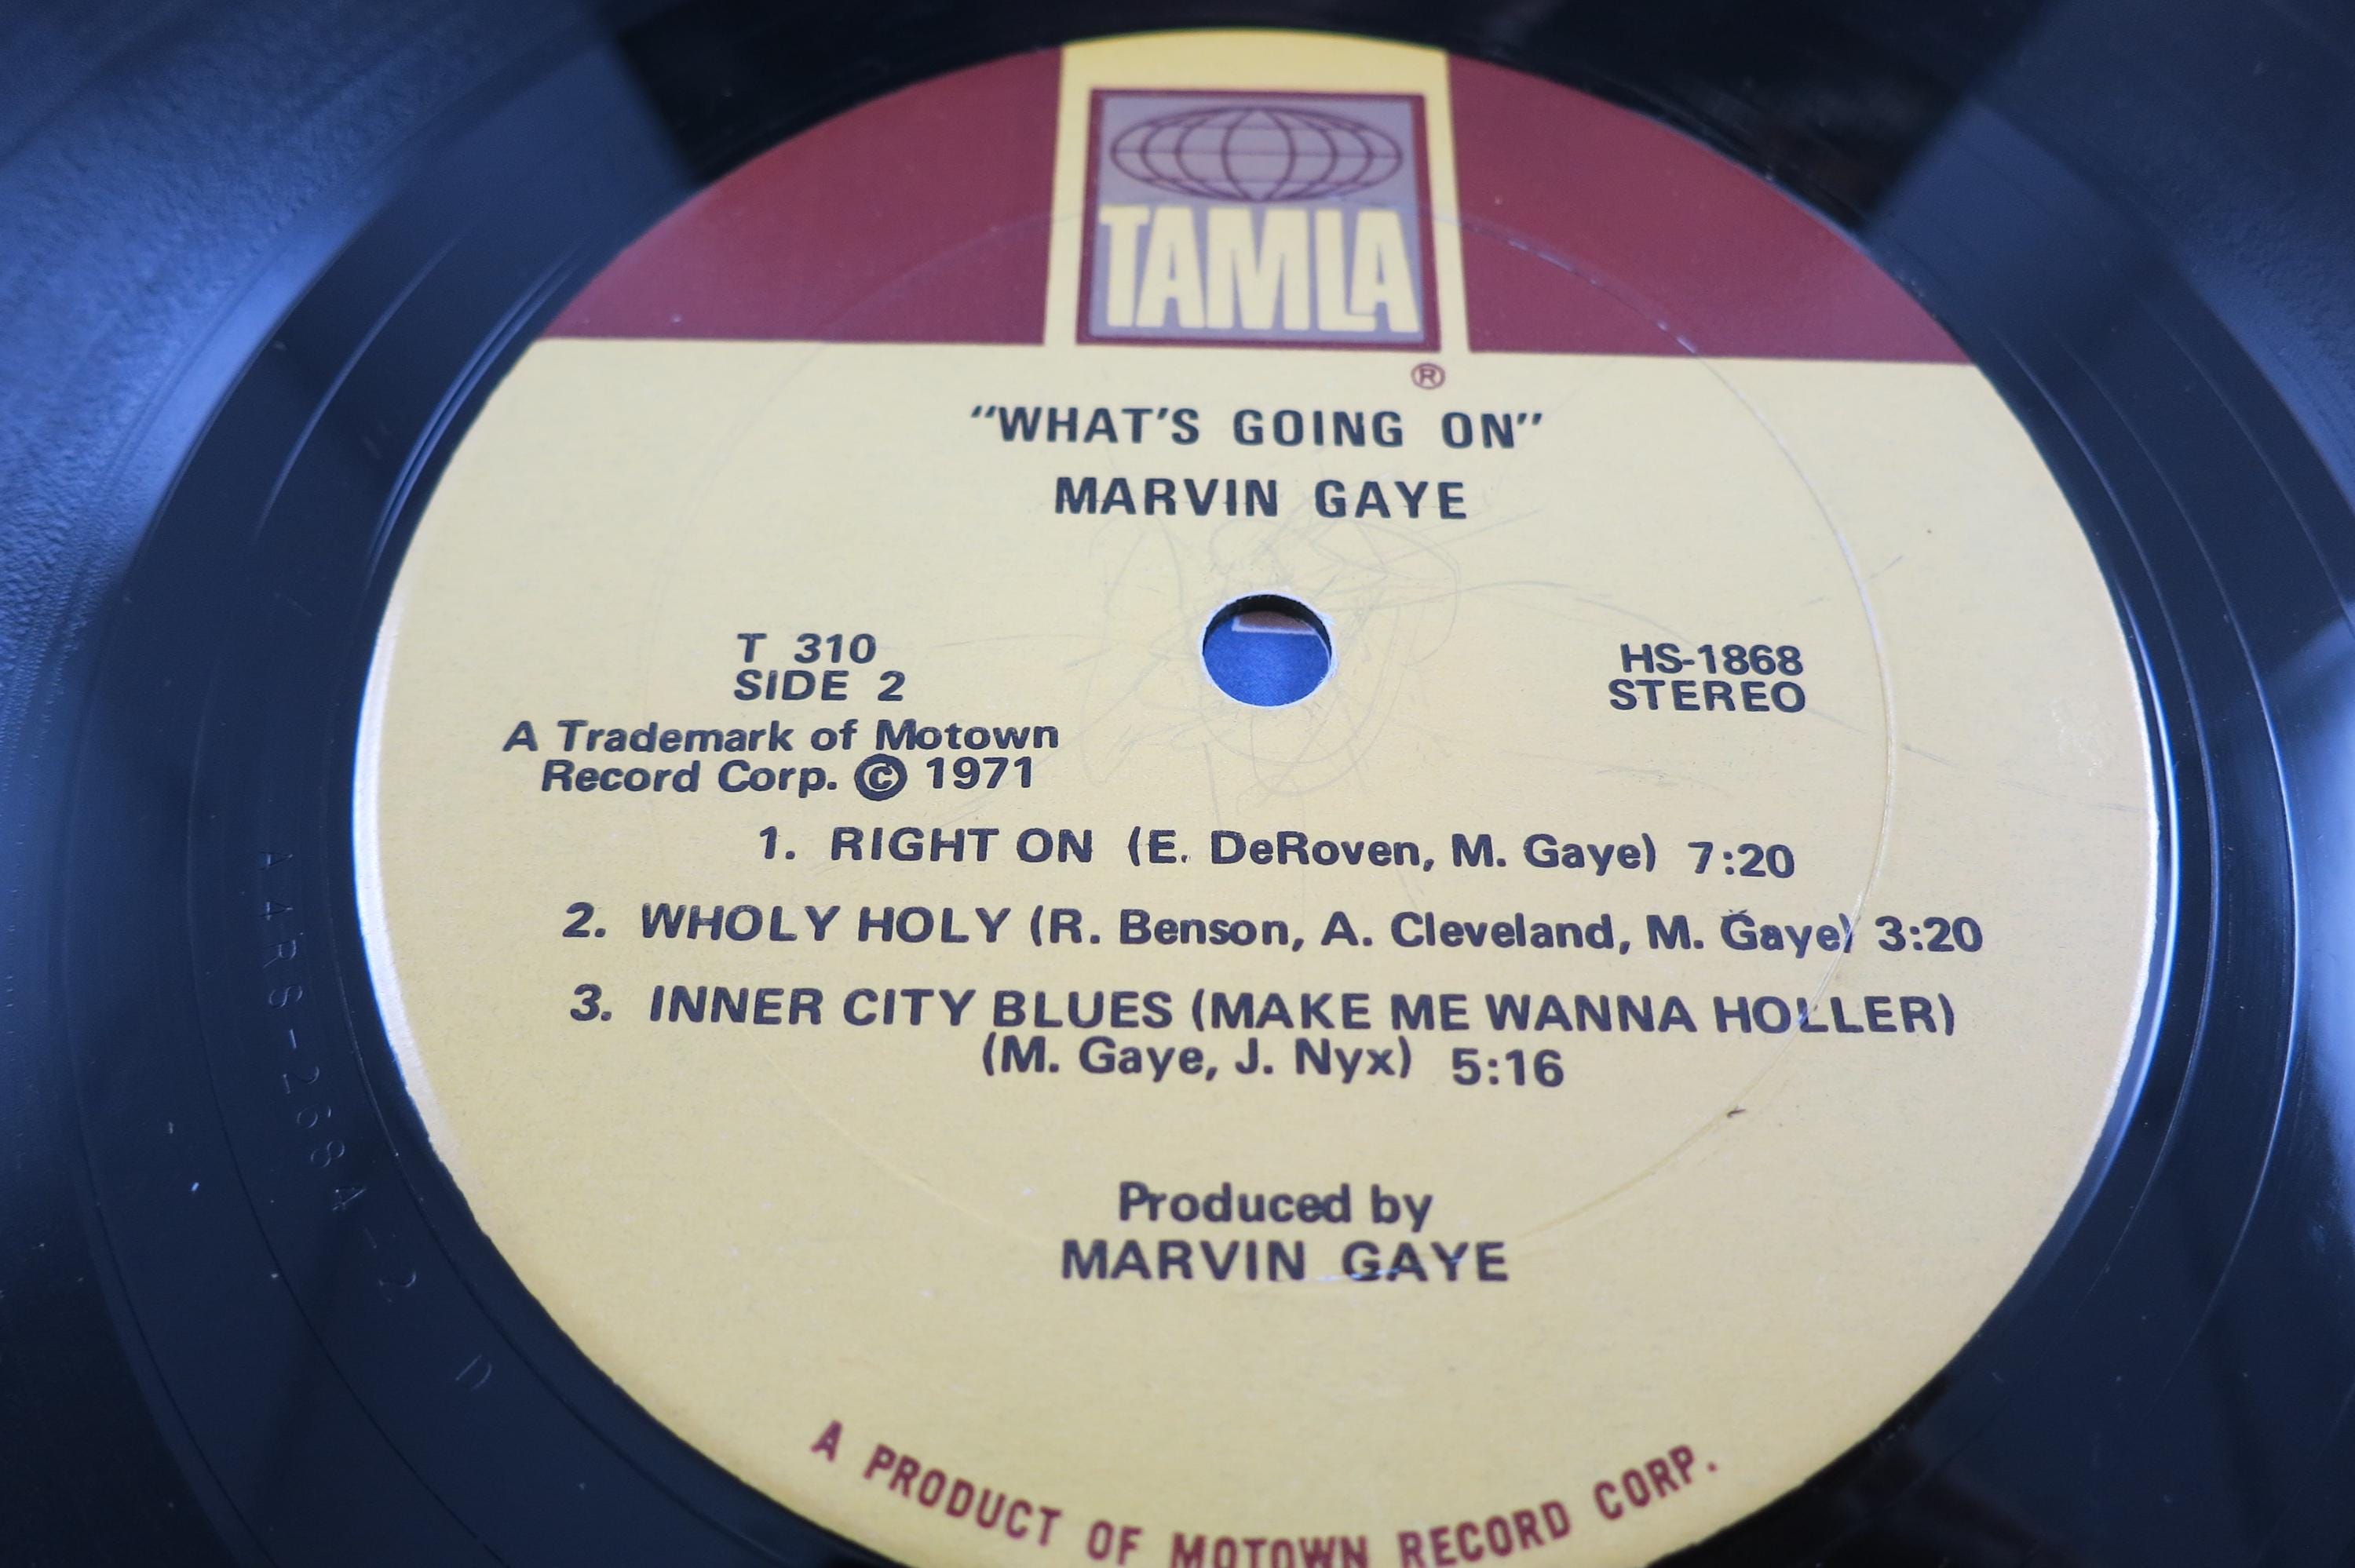 TAMLA
®
"WHAT'S GOING ON"
MARVIN GAYE
T 310
SIDE 2
HS-1868
STEREO
A Trademark of Motown
Record Corp. © 1971
1. RIGHT ON (E. DeRoven, M. Gaye) 7:20
2. WHOLY HOLY (R. Benson, A. Cleveland, M. Gaye) 3:20
3. INNER CITY BLUES (MAKE ME WANNA HOLLER)
(M. Gaye, J. Nyx) 5:16
Produced by
MARVIN GAYE
A PRODUCT OF MOTOWN RECORD CORP.